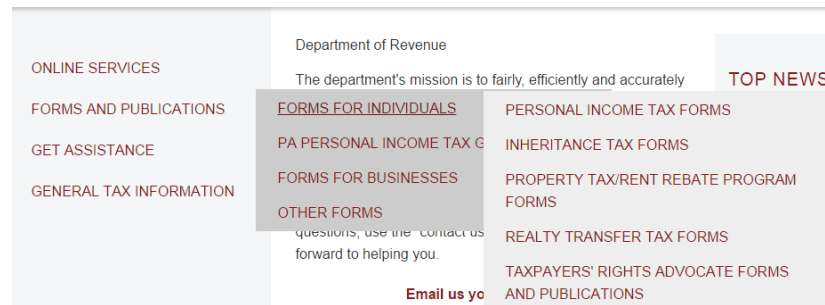 ONLINE SERVICES
FORMS AND PUBLICATIONS
GET ASSISTANCE
GENERAL TAX INFORMATION
Department of Revenue
The department's mission is to fairly, efficiently and accurately
FORMS FOR INDIVIDUALS
PA PERSONAL INCOME TAX G
FORMS FOR BUSINESSES
OTHER FORMS
PERSONAL INCOME TAX FORMS
INHERITANCE TAX FORMS
PROPERTY TAX/RENT REBATE PROGRAM
FORMS
REALTY TRANSFER TAX FORMS
TAXPAYERS' RIGHTS ADVOCATE FORMS
AND PUBLICATIONS
questions, use the "contact us
forward to helping you.
Email us yo
TOP NEWS